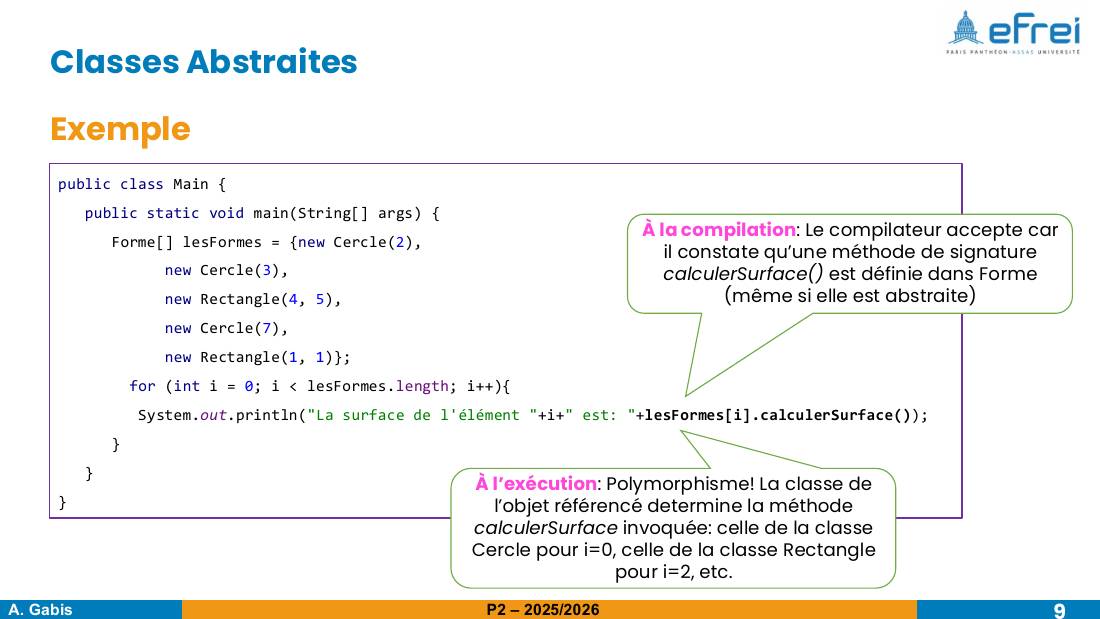 efrei
PARIS PANTHÉON-ASSAS UNIVERSITÉ
Classes Abstraites
Exemple
public class Main {
public static void main(String[] args) {
Forme[] lesFormes = {new Cercle(2),
new Cercle(3),
new Rectangle(4, 5),
new Cercle(7),
new Rectangle(1, 1)};
for (int i = 0; i < lesFormes.length; i++){
System.out.println("La surface de l'élément "+i+" est: "+lesFormes[i].calculerSurface());
}
}
}
À la compilation: Le compilateur accepte car
il constate qu’une méthode de signature
calculerSurface() est définie dans Forme
(même si elle est abstraite)
À l’exécution: Polymorphisme! La classe de
l’objet référencé determine la méthode
calculerSurface invoquée: celle de la classe
Cercle pour i=0, celle de la classe Rectangle
pour i=2, etc.
A. Gabis
P2 – 2025/2026
9